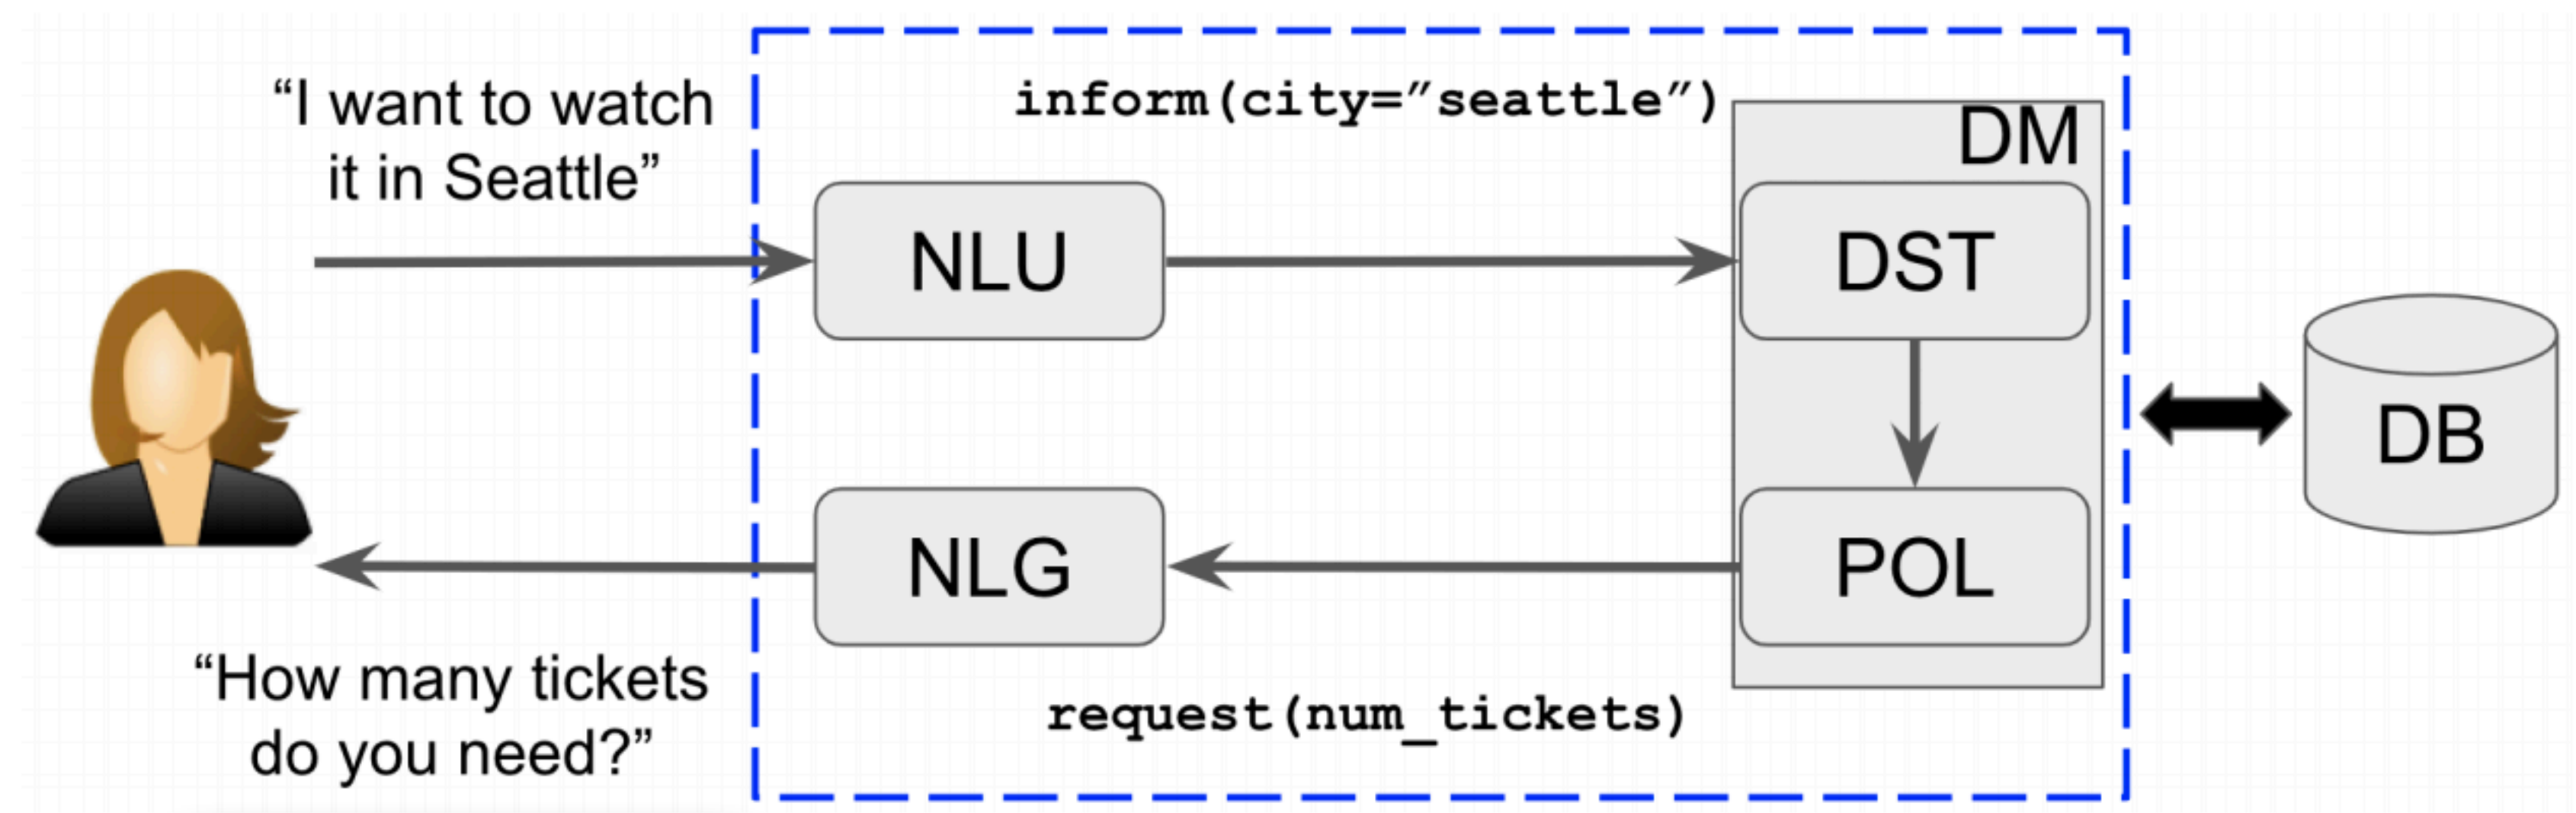 “I want to watch
it in Seattle”
inform(city=”seattle”)
DM
NLU
DST
DB
NLG
POL
“How many tickets
do you need?”
request(num_tickets)